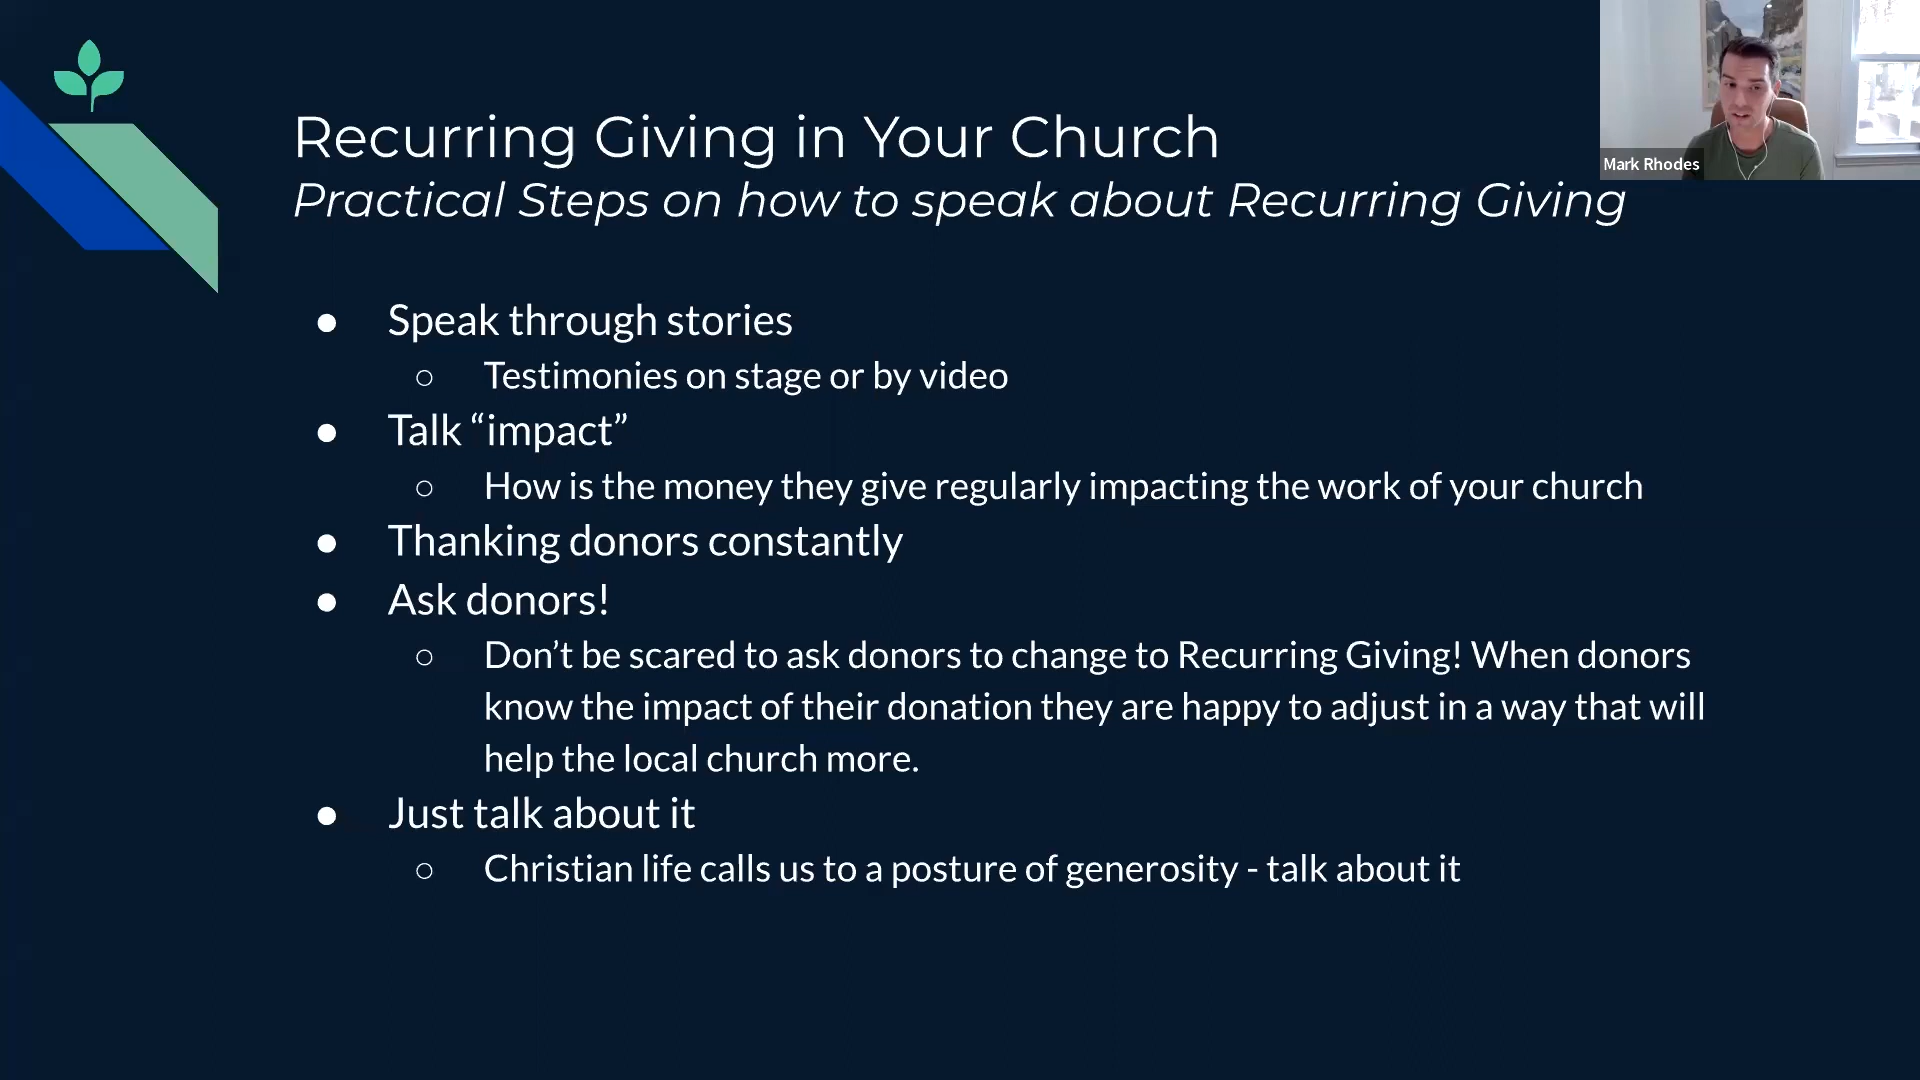 Mark Rhodes
Recurring Giving in Your Church
Practical Steps on how to speak about Recurring Giving
● Speak through stories
○ Testimonies on stage or by video
● Talk “impact”
○ How is the money they give regularly impacting the work of your church
● Thanking donors constantly
● Ask donors!
○ Don’t be scared to ask donors to change to Recurring Giving! When donors
know the impact of their donation they are happy to adjust in a way that will
help the local church more.
● Just talk about it
○ Christian life calls us to a posture of generosity - talk about it